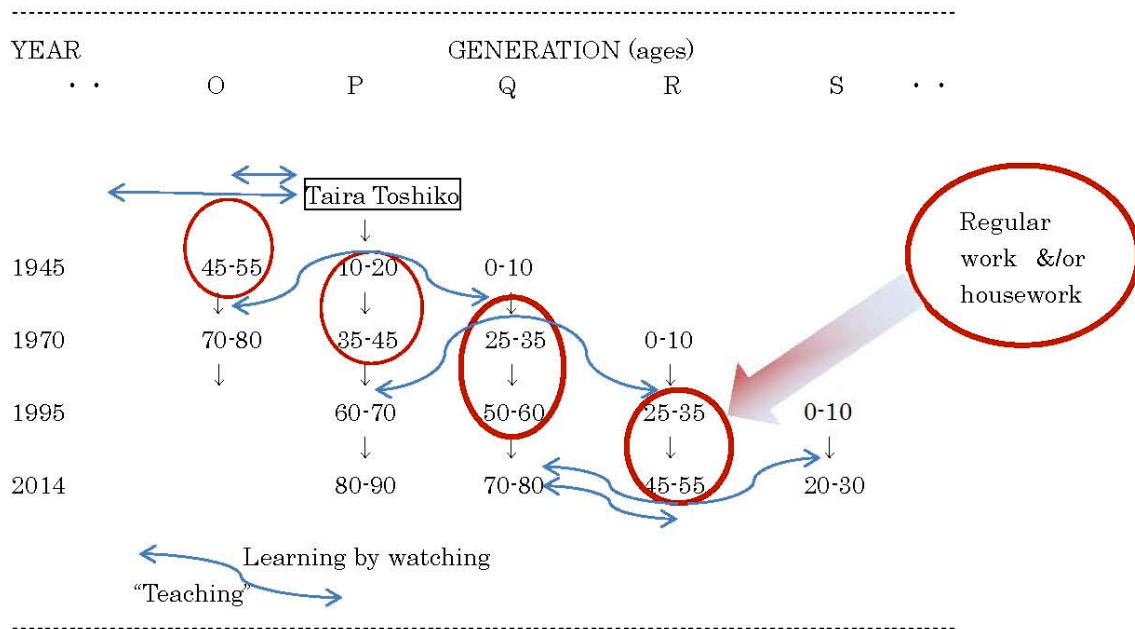 YEAR GENERATION (ages)
・・ O P Q R S ・・
Taira Toshiko
↓
1945 45-55 10-20 0-10
↓ ↓ ↓
1970 70-80 35-45 25-35 0-10
↓ ↓ ↓ ↓
1995 60-70 50-60 25-35 0-10
↓ ↓ ↓ ↓
2014 80-90 70-80 45-55 20-30
Regular
work &/or
housework
Learning by watching
“Teaching”